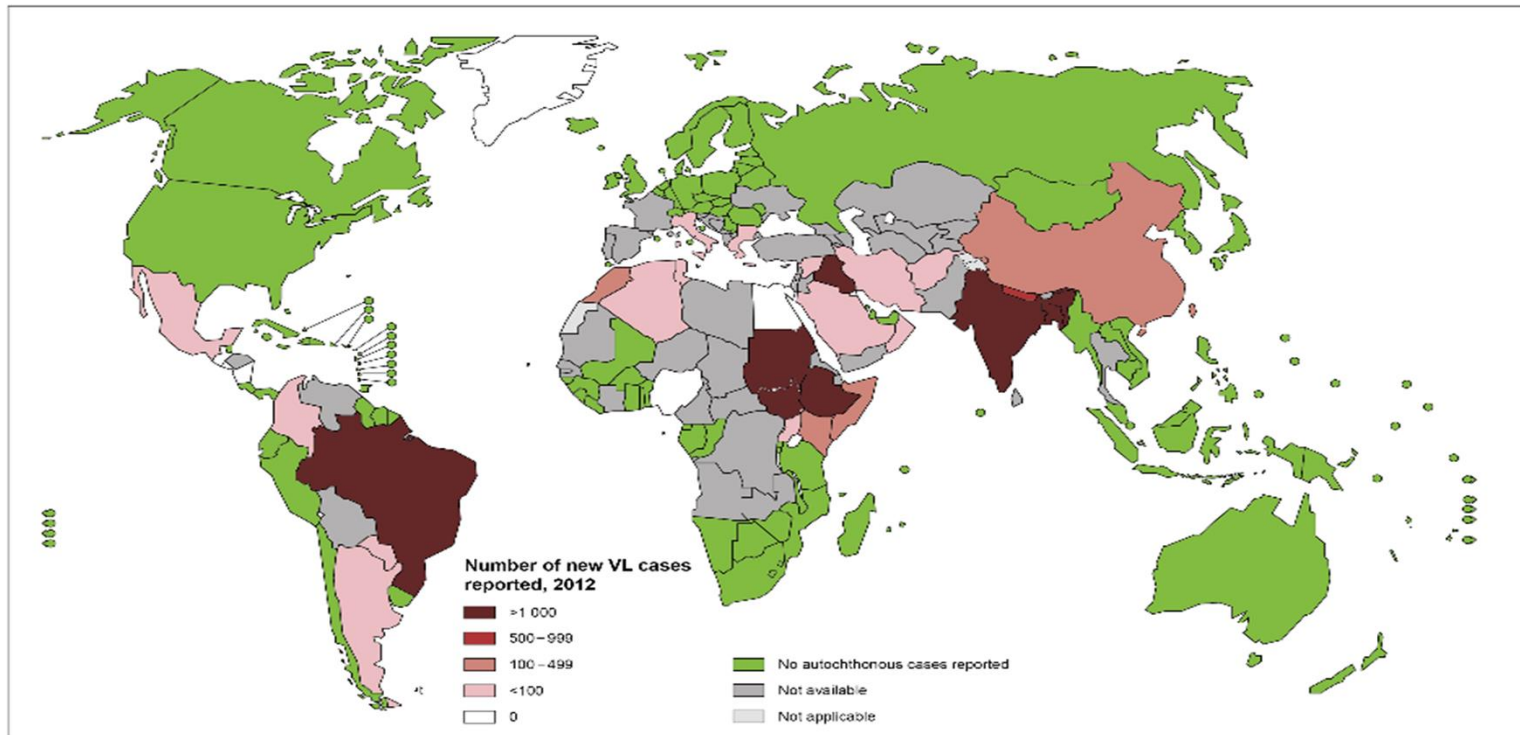 Number of new VL cases
reported, 2012
>1 000
500–999
100–499
<100
0
No autochthonous cases reported
Not available
Not applicable